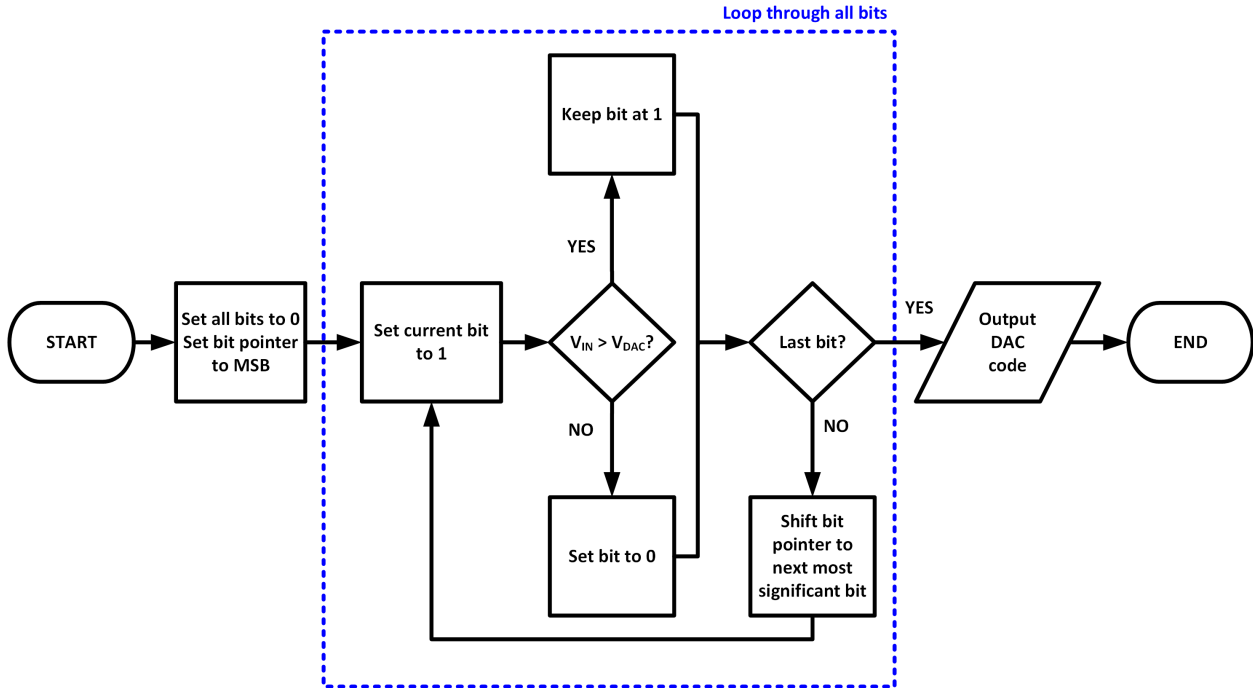 Loop through all bits
START
Set all bits to 0
Set bit pointer
to MSB
Set current bit
to 1
Keep bit at 1
YES
V_IN > V_DAC?
NO
Set bit to 0
Last bit?
NO
Shift bit
pointer to
next most
significant bit
YES
Output
DAC
code
END